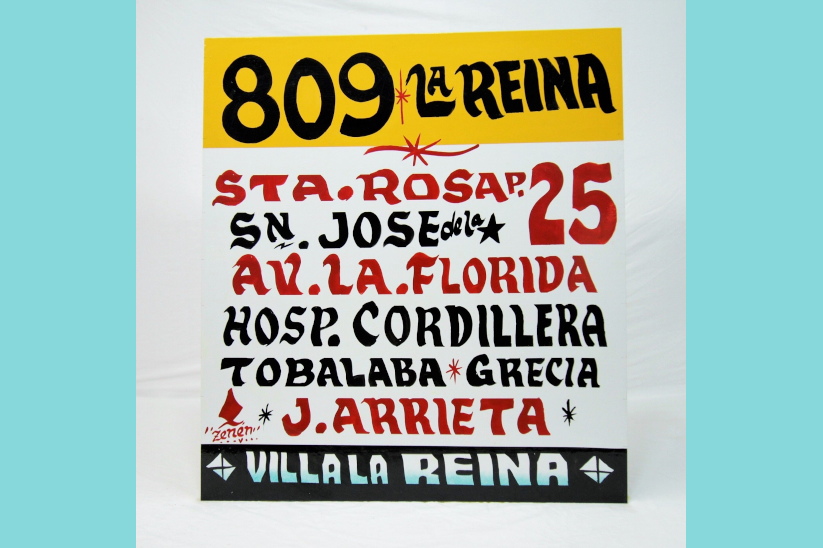 809 LA REINA
STA. ROSA P. 25
SN. JOSE de la ★
AV. LA. FLORIDA
HOSP. CORDILLERA
TOBALABA * GRECIA
* J. ARRIETA *
"Zenén"
VILLA LA REINA